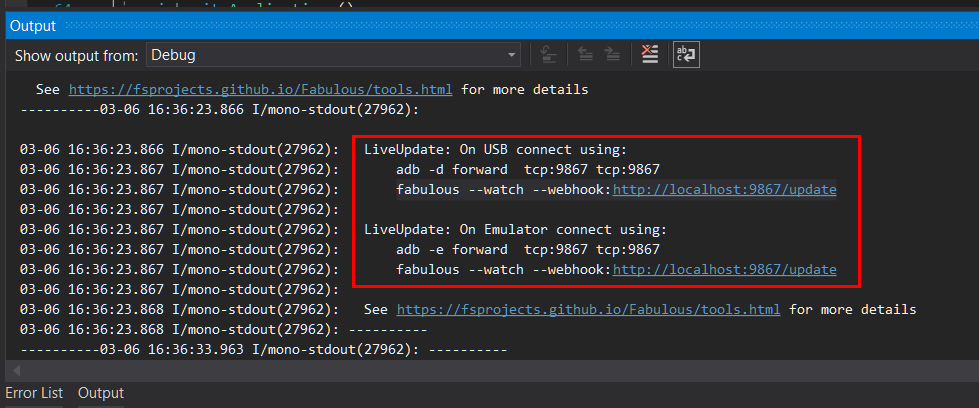 Output
Show output from: Debug
See https://fsprojects.github.io/Fabulous/tools.html for more details
----------03-06 16:36:23.866 I/mono-stdout(27962):
03-06 16:36:23.866 I/mono-stdout(27962): LiveUpdate: On USB connect using:
03-06 16:36:23.867 I/mono-stdout(27962): adb -d forward  tcp:9867 tcp:9867
03-06 16:36:23.867 I/mono-stdout(27962): fabulous --watch --webhook:http://localhost:9867/update
03-06 16:36:23.867 I/mono-stdout(27962):
03-06 16:36:23.867 I/mono-stdout(27962): LiveUpdate: On Emulator connect using:
03-06 16:36:23.867 I/mono-stdout(27962): adb -e forward  tcp:9867 tcp:9867
03-06 16:36:23.867 I/mono-stdout(27962): fabulous --watch --webhook:http://localhost:9867/update
03-06 16:36:23.867 I/mono-stdout(27962):
03-06 16:36:23.868 I/mono-stdout(27962): See https://fsprojects.github.io/Fabulous/tools.html for more details
03-06 16:36:23.868 I/mono-stdout(27962): ----------
----------03-06 16:36:33.963 I/mono-stdout(27962): ----------
Error List Output